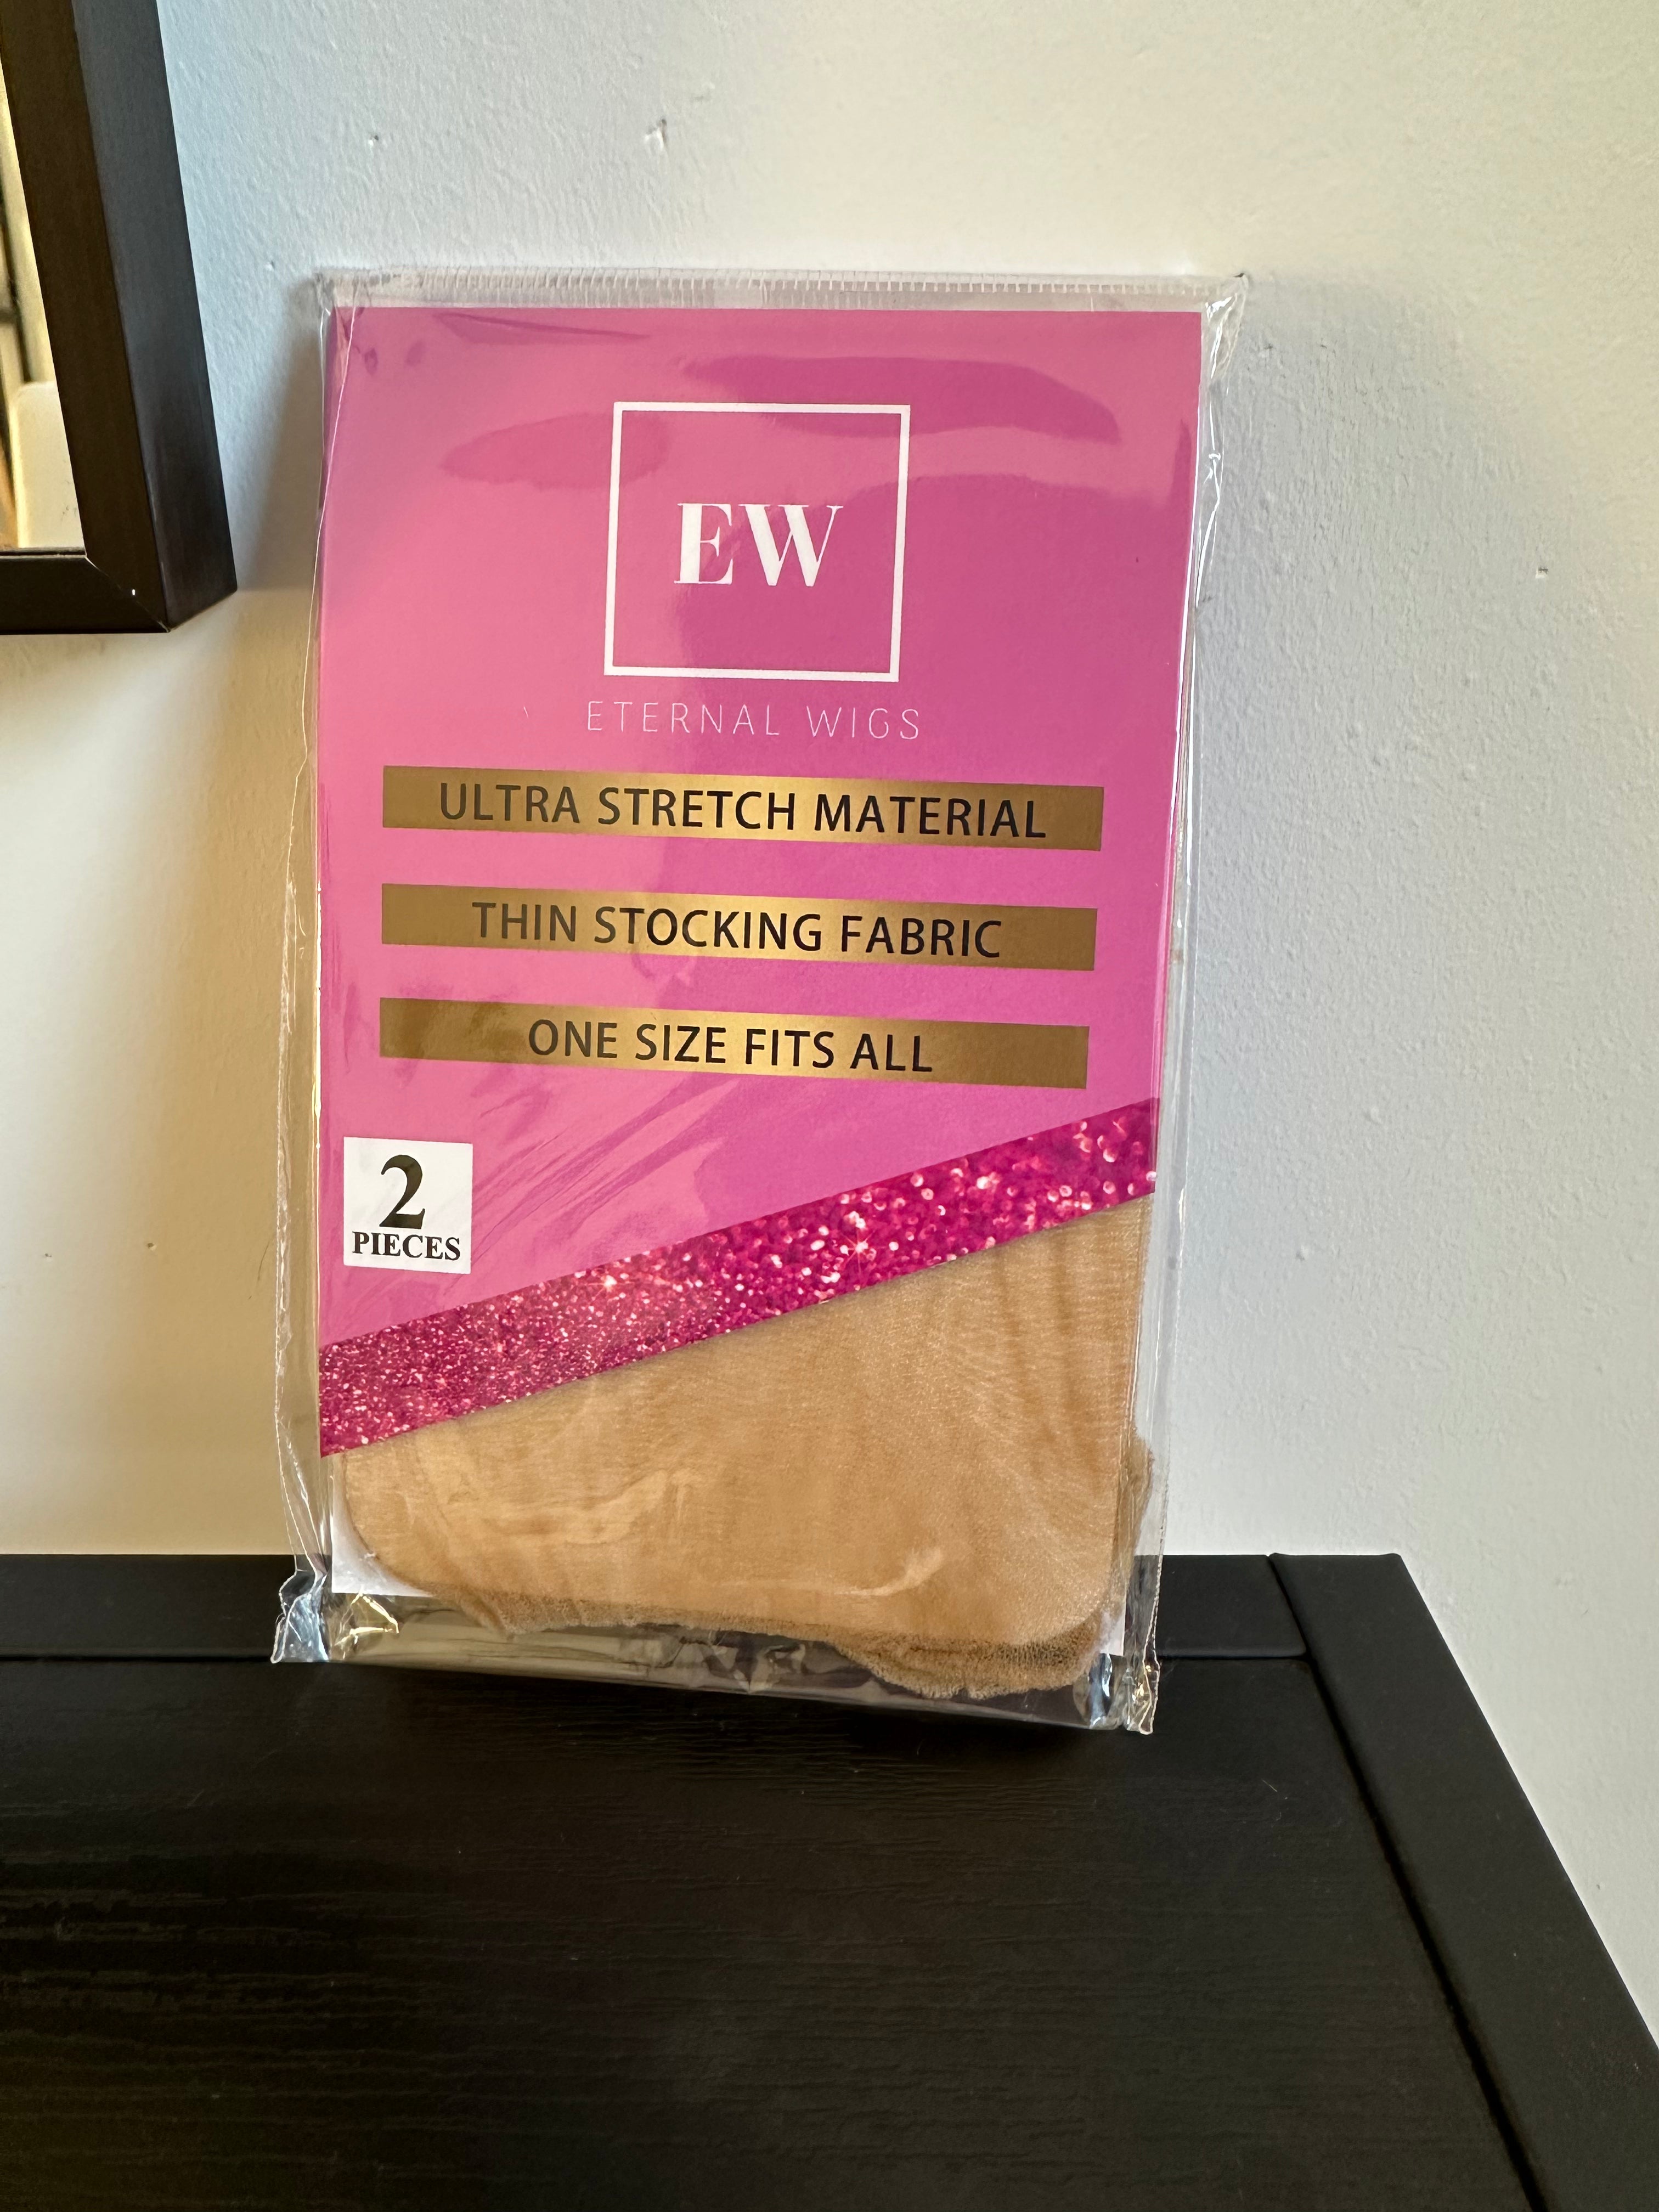 EW
ETERNAL WIGS
ULTRA STRETCH MATERIAL
THIN STOCKING FABRIC
ONE SIZE FITS ALL
2
PIECES